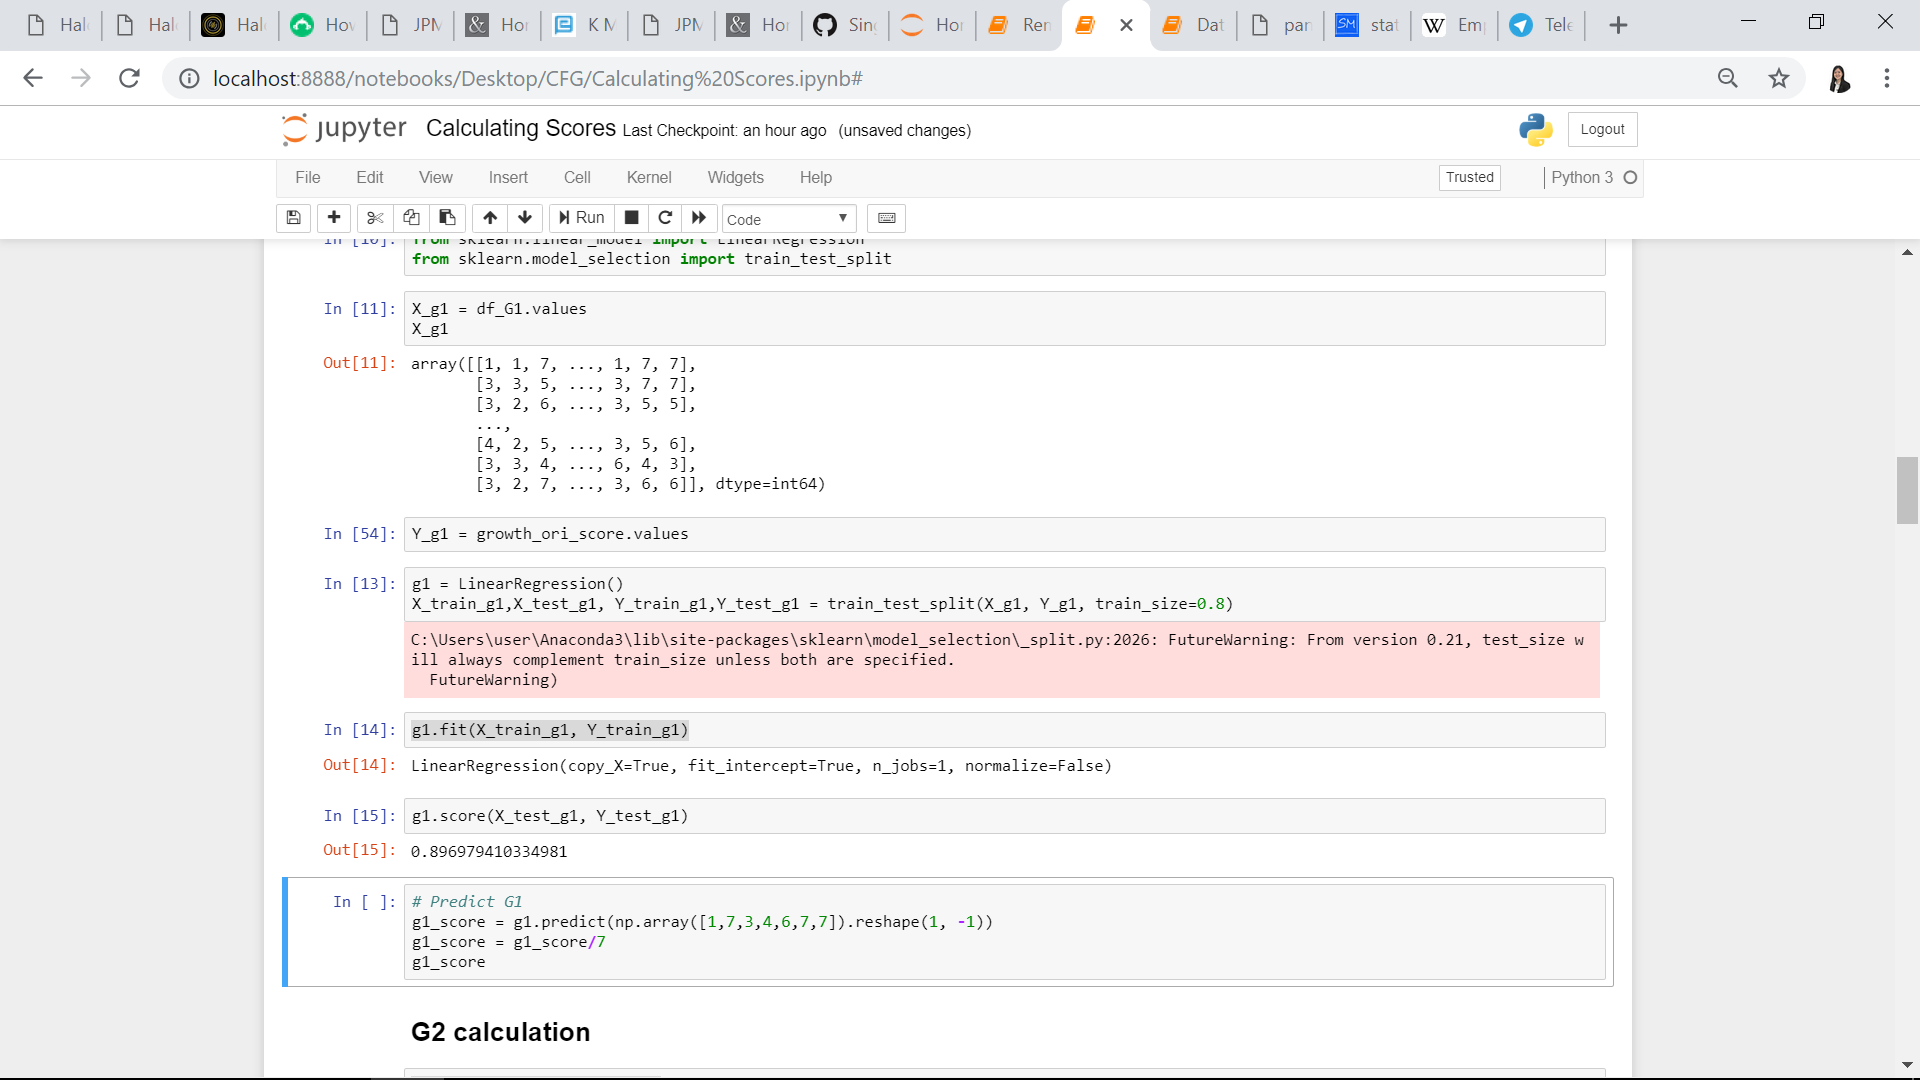 Hal
Hal
Hal
How
JPM
Hor
K M
JPM
Hor
Sing
Hor
Ren
Dat
par
SM
stat
W
Em
Tele
localhost:8888/notebooks/Desktop/CFG/Calculating%20Scores.ipynb#
jupyter Calculating Scores Last Checkpoint: an hour ago (unsaved changes)
Logout
File Edit View Insert Cell Kernel Widgets Help
Trusted
Python 3
Run
Code
In [10]: from sklearn.linear_model import LinearRegression
from sklearn.model_selection import train_test_split
In [11]: X_g1 = df_G1.values
X_g1
Out[11]: array([[1, 1, 7, ..., 1, 7, 7],
[3, 3, 5, ..., 3, 7, 7],
[3, 2, 6, ..., 3, 5, 5],
...,
[4, 2, 5, ..., 3, 5, 6],
[3, 3, 4, ..., 6, 4, 3],
[3, 2, 7, ..., 3, 6, 6]], dtype=int64)
In [54]: Y_g1 = growth_ori_score.values
In [13]: g1 = LinearRegression()
X_train_g1,X_test_g1, Y_train_g1,Y_test_g1 = train_test_split(X_g1, Y_g1, train_size=0.8)
C:\Users\user\Anaconda3\lib\site-packages\sklearn\model_selection\_split.py:2026: FutureWarning: From version 0.21, test_size w
ill always complement train_size unless both are specified.
FutureWarning)
In [14]: g1.fit(X_train_g1, Y_train_g1)
Out[14]: LinearRegression(copy_X=True, fit_intercept=True, n_jobs=1, normalize=False)
In [15]: g1.score(X_test_g1, Y_test_g1)
Out[15]: 0.896979410334981
In [ ]: # Predict G1
g1_score = g1.predict(np.array([1,7,3,4,6,7,7]).reshape(1, -1))
g1_score = g1_score/7
g1_score
G2 calculation